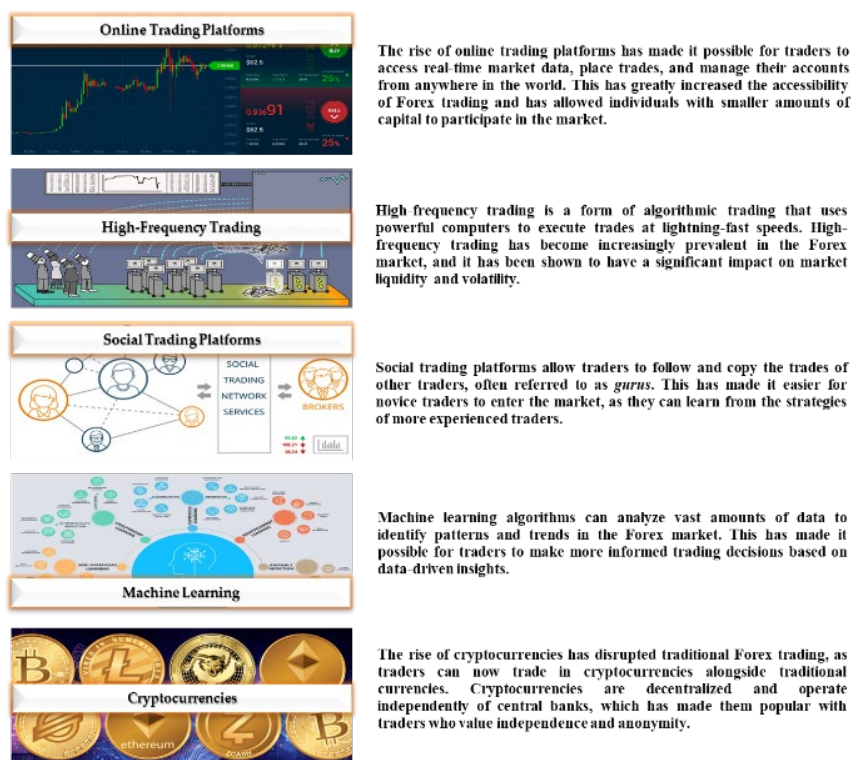 Online Trading Platforms
BUY
$62.5
25%
0.93691
SELL
$62.5
25%
The rise of online trading platforms has made it possible for traders to
access real-time market data, place trades, and manage their accounts
from anywhere in the world. This has greatly increased the accessibility
of Forex trading and has allowed individuals with smaller amounts of
capital to participate in the market.
High-Frequency Trading
High-frequency trading is a form of algorithmic trading that uses
powerful computers to execute trades at lightning-fast speeds. High-
frequency trading has become increasingly prevalent in the Forex
market, and it has been shown to have a significant impact on market
liquidity and volatility.
Social Trading Platforms
SOCIAL
TRADING
NETWORK
SERVICES
BROKERS
Social trading platforms allow traders to follow and copy the trades of
other traders, often referred to as gurus. This has made it easier for
novice traders to enter the market, as they can learn from the strategies
of more experienced traders.
Machine Learning
Machine learning algorithms can analyze vast amounts of data to
identify patterns and trends in the Forex market. This has made it
possible for traders to make more informed trading decisions based on
data-driven insights.
Cryptocurrencies
ethereum
ZCASH
The rise of cryptocurrencies has disrupted traditional Forex trading, as
traders can now trade in cryptocurrencies alongside traditional
currencies. Cryptocurrencies are decentralized and operate
independently of central banks, which has made them popular with
traders who value independence and anonymity.